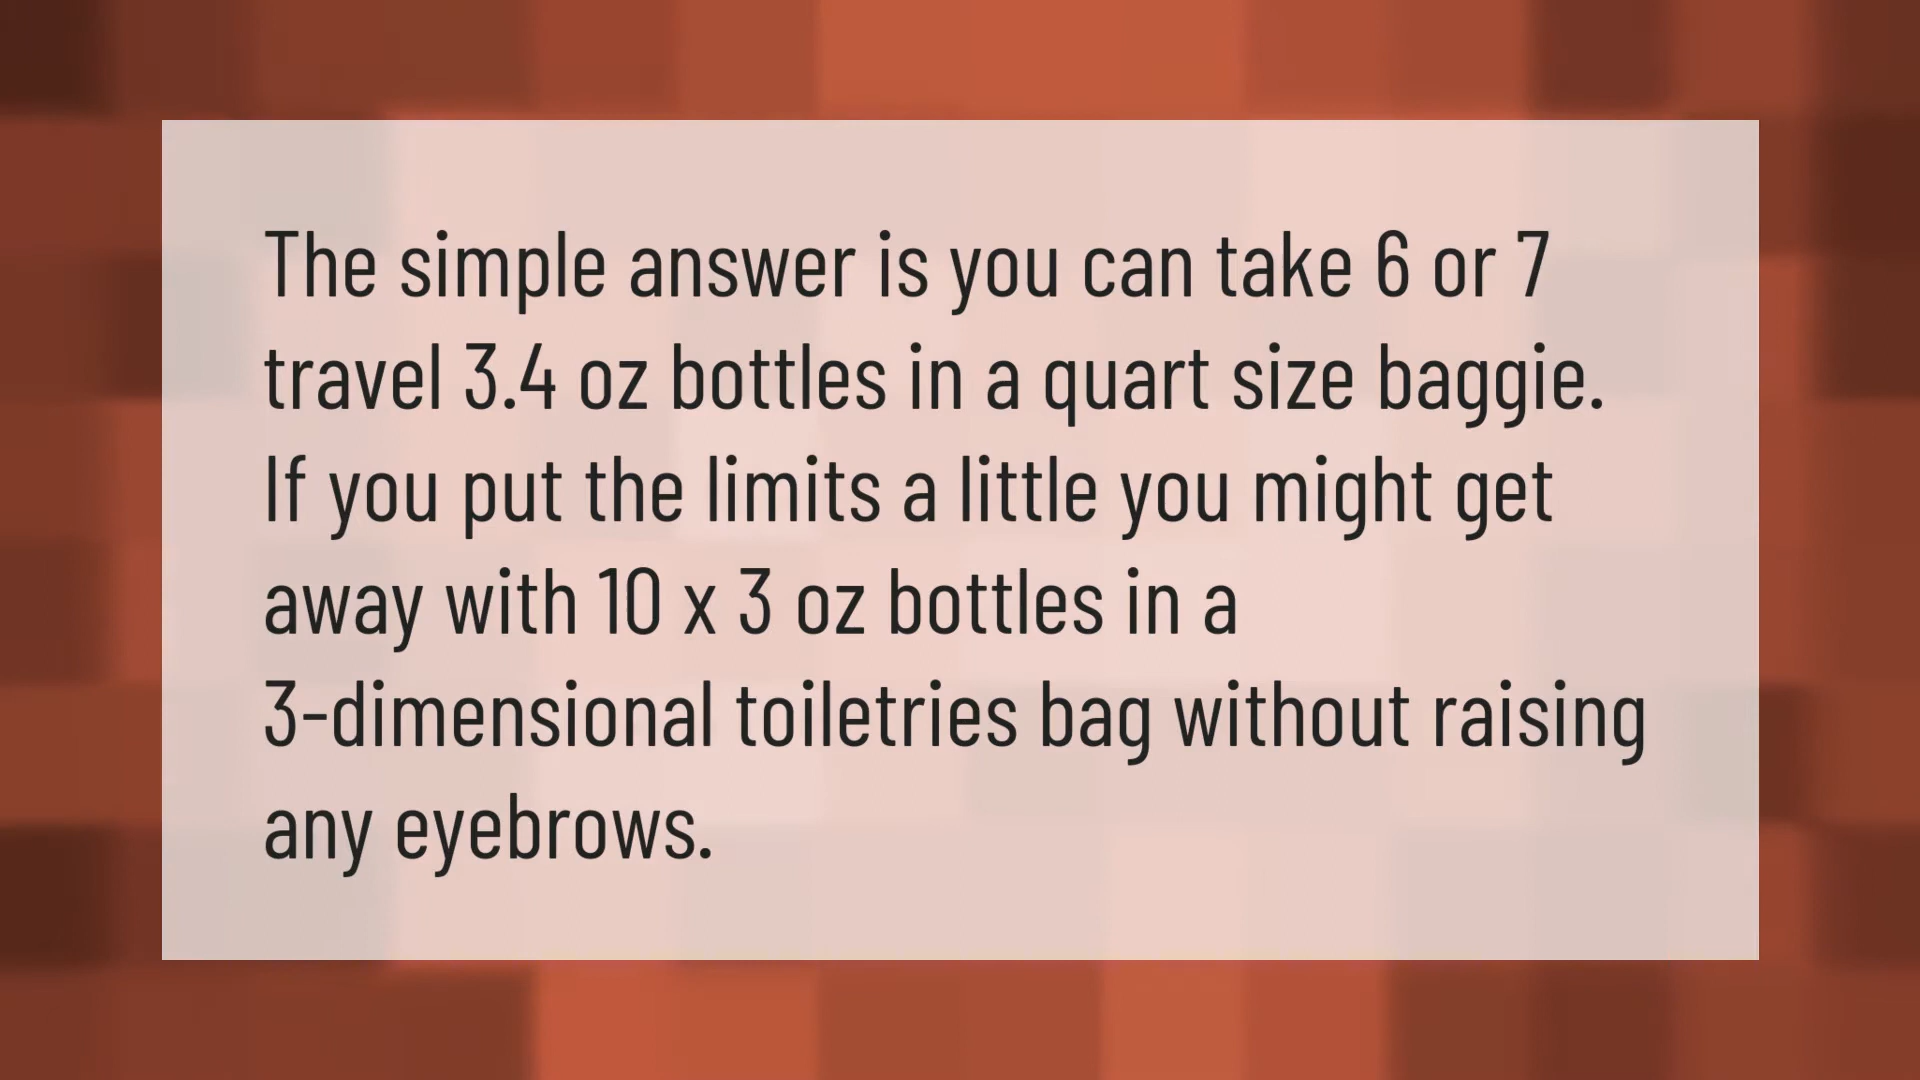 The simple answer is you can take 6 or 7
travel 3.4 oz bottles in a quart size baggie.
If you put the limits a little you might get
away with 10 x 3 oz bottles in a
3-dimensional toiletries bag without raising
any eyebrows.